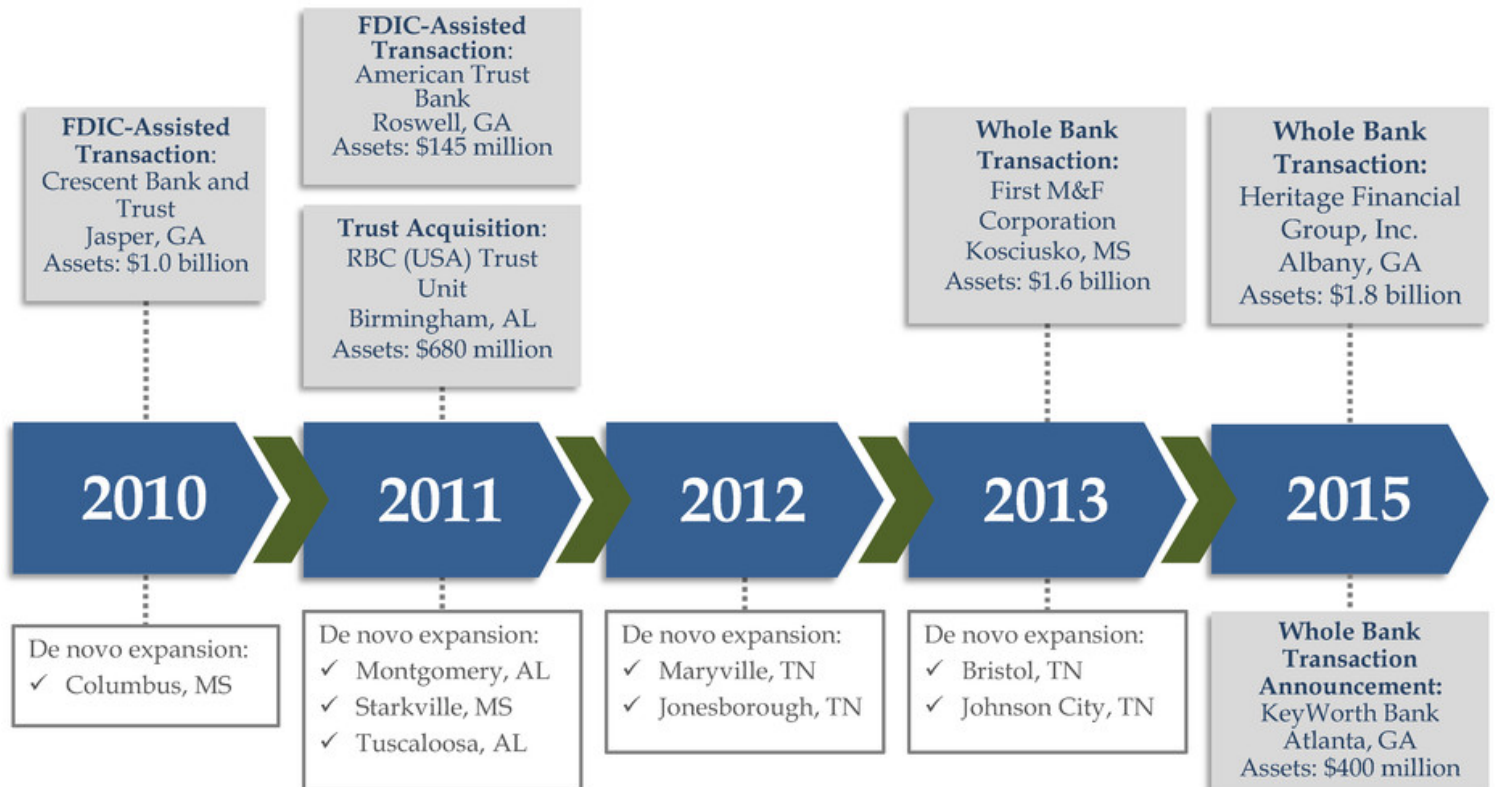 FDIC-Assisted
Transaction:
Crescent Bank and
Trust
Jasper, GA
Assets: $1.0 billion
FDIC-Assisted
Transaction:
American Trust
Bank
Roswell, GA
Assets: $145 million
Trust Acquisition:
RBC (USA) Trust
Unit
Birmingham, AL
Assets: $680 million
Whole Bank
Transaction:
First M&F
Corporation
Kosciusko, MS
Assets: $1.6 billion
Whole Bank
Transaction:
Heritage Financial
Group, Inc.
Albany, GA
Assets: $1.8 billion
2010
2011
2012
2013
2015
De novo expansion:
✓ Columbus, MS
De novo expansion:
✓ Montgomery, AL
✓ Starkville, MS
✓ Tuscaloosa, AL
De novo expansion:
✓ Maryville, TN
✓ Jonesborough, TN
De novo expansion:
✓ Bristol, TN
✓ Johnson City, TN
Whole Bank
Transaction
Announcement:
KeyWorth Bank
Atlanta, GA
Assets: $400 million